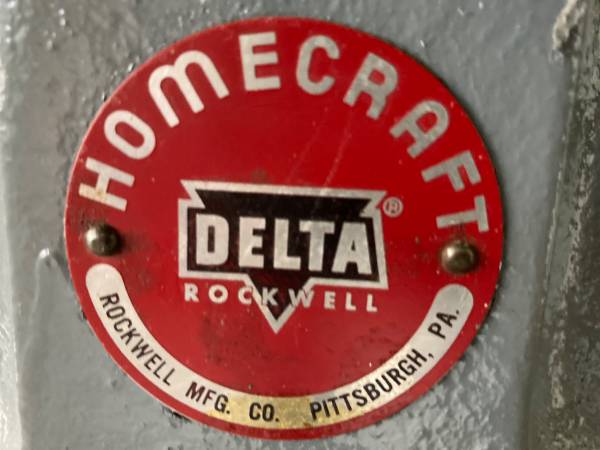 HOMECRAFT
DELTA®
ROCKWELL
ROCKWELL MFG. CO. PITTSBURGH, PA.